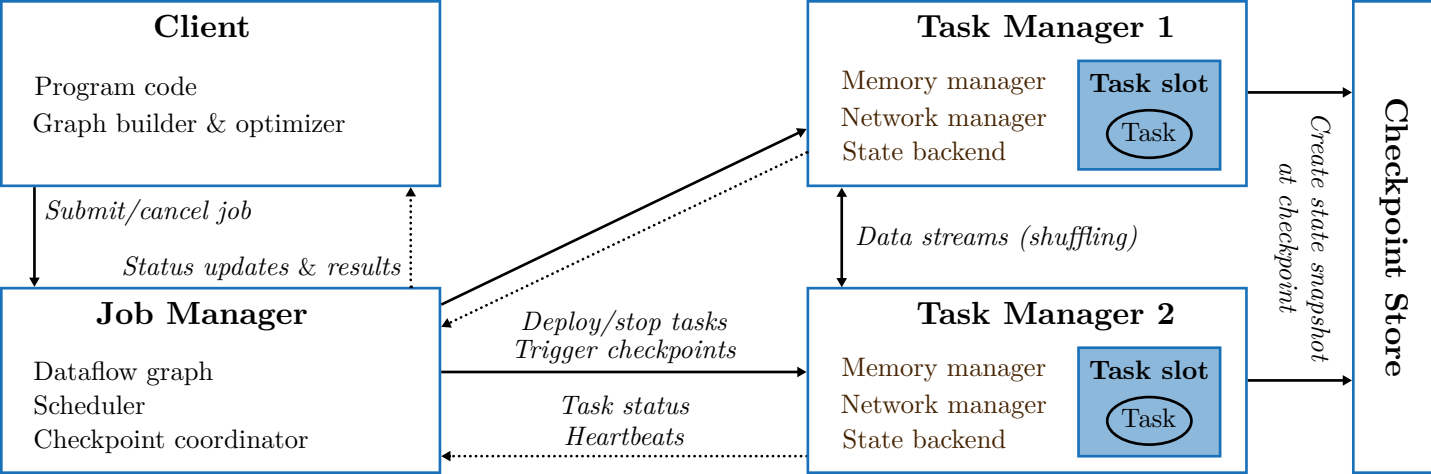 Client
Program code
Graph builder & optimizer
Submit/cancel job
Status updates & results
Job Manager
Dataflow graph
Scheduler
Checkpoint coordinator
Deploy/stop tasks
Trigger checkpoints
Task status
Heartbeats
Task Manager 1
Memory manager
Network manager
State backend
Task slot
Task
Data streams (shuffling)
Task Manager 2
Memory manager
Network manager
State backend
Task slot
Task
Create state snapshot
at checkpoint
Checkpoint Store